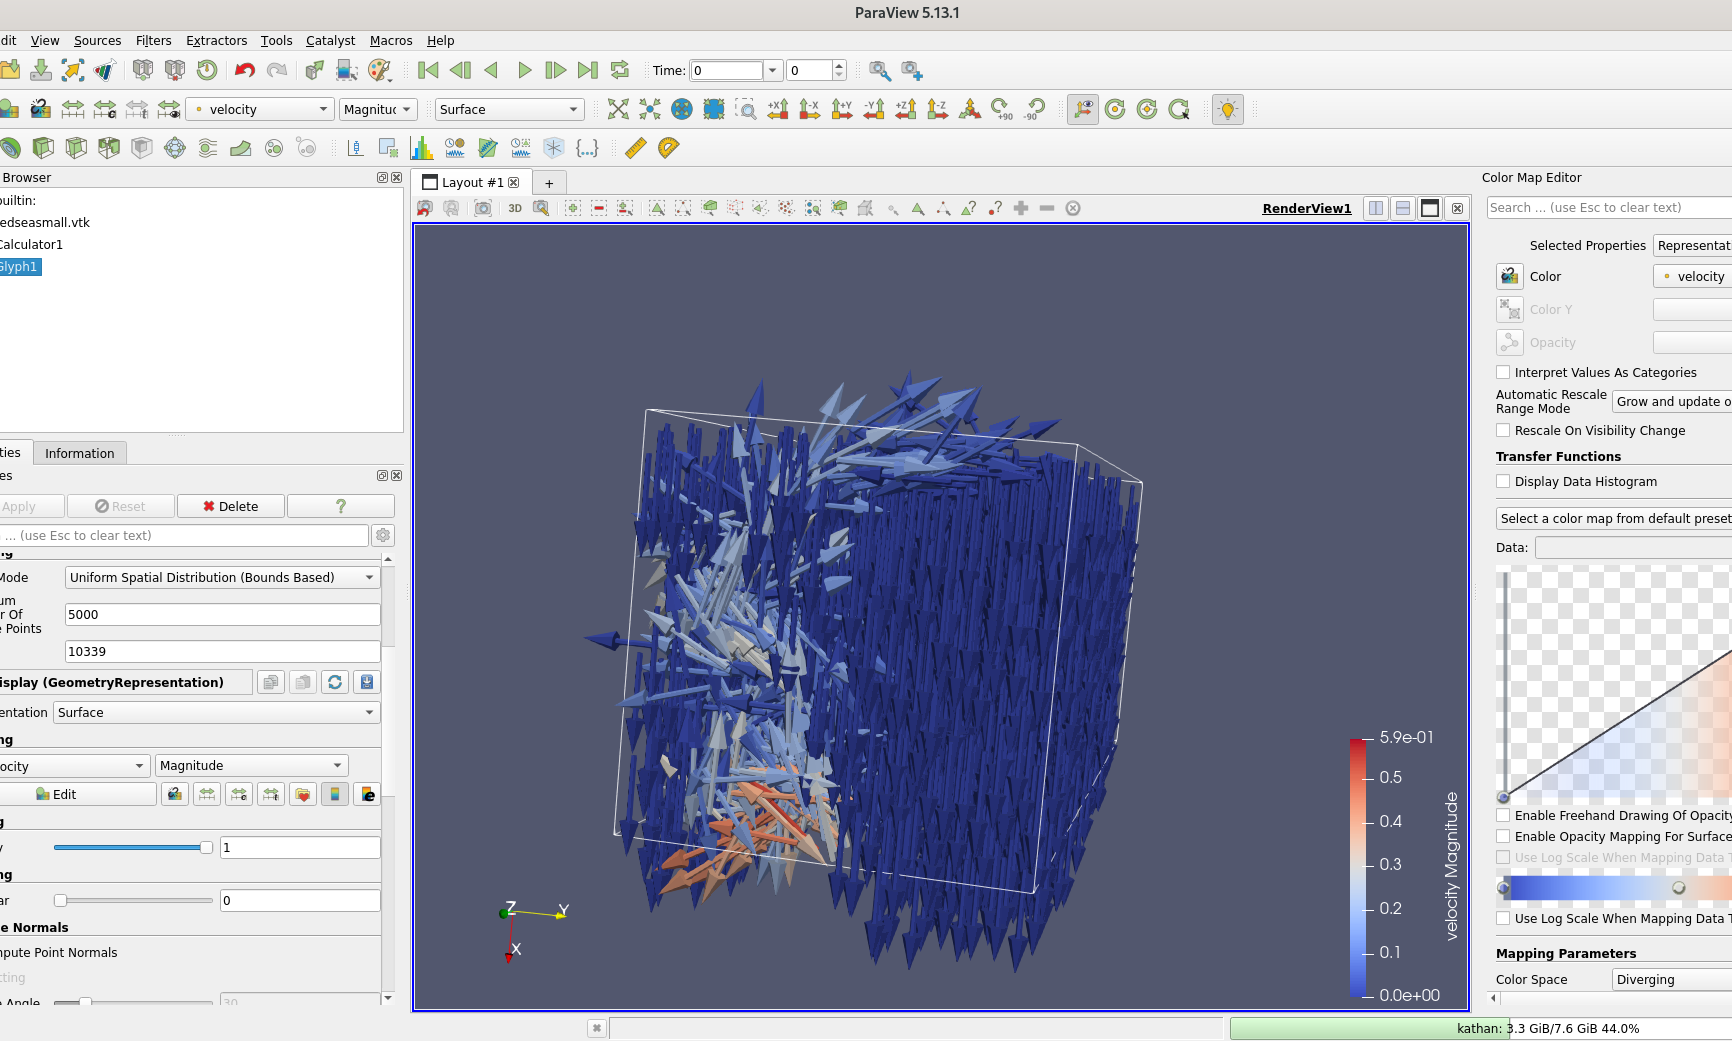 ParaView 5.13.1
dit View Sources Filters Extractors Tools Catalyst Macros Help
Time: 0 0
velocity Magnituc Surface
+X -X +Y -Y +Z -Z +90 -90
Browser
uiltin:
edseasmall.vtk
Calculator1
Glyph1
Layout #1 +
3D RenderView1
ties Information
es
Apply Reset Delete ?
... (use Esc to clear text)
ng
Mode Uniform Spatial Distribution (Bounds Based)
um
r Of
e Points
5000
10339
isplay (GeometryRepresentation)
entation Surface
ng
ocity Magnitude
Edit
g
y 1
ng
ar 0
e Normals
mpute Point Normals
tting
e Angle 30
Z
Y
X
5.9e-01
0.5
0.4
0.3
0.2
0.1
0.0e+00
velocity Magnitude
Color Map Editor
Search ... (use Esc to clear text)
Selected Properties Representat
Color velocity
Color Y
Opacity
Interpret Values As Categories
Automatic Rescale
Range Mode
Grow and update o
Rescale On Visibility Change
Transfer Functions
Display Data Histogram
Select a color map from default preset
Data:
Enable Freehand Drawing Of Opacity
Enable Opacity Mapping For Surface
Use Log Scale When Mapping Data T
Use Log Scale When Mapping Data T
Mapping Parameters
Color Space Diverging
kathan: 3.3 GiB/7.6 GiB 44.0%